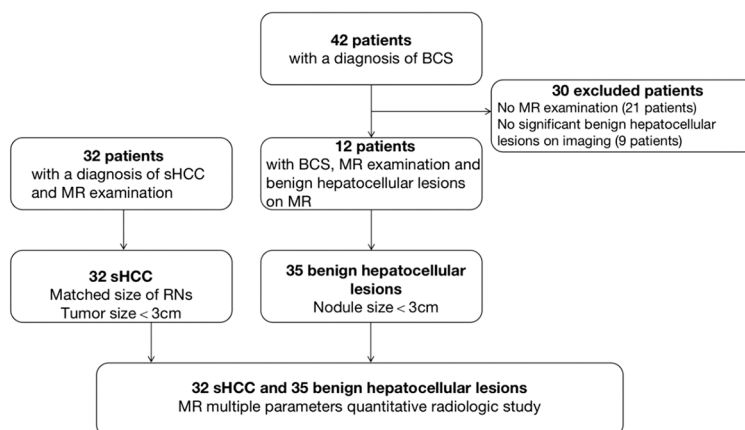 42 patients
with a diagnosis of BCS
30 excluded patients
No MR examination (21 patients)
No significant benign hepatocellular
lesions on imaging (9 patients)
32 patients
with a diagnosis of sHCC
and MR examination
12 patients
with BCS, MR examination and
benign hepatocellular lesions
on MR
32 sHCC
Matched size of RNs
Tumor size < 3cm
35 benign hepatocellular
lesions
Nodule size < 3cm
32 sHCC and 35 benign hepatocellular lesions
MR multiple parameters quantitative radiologic study